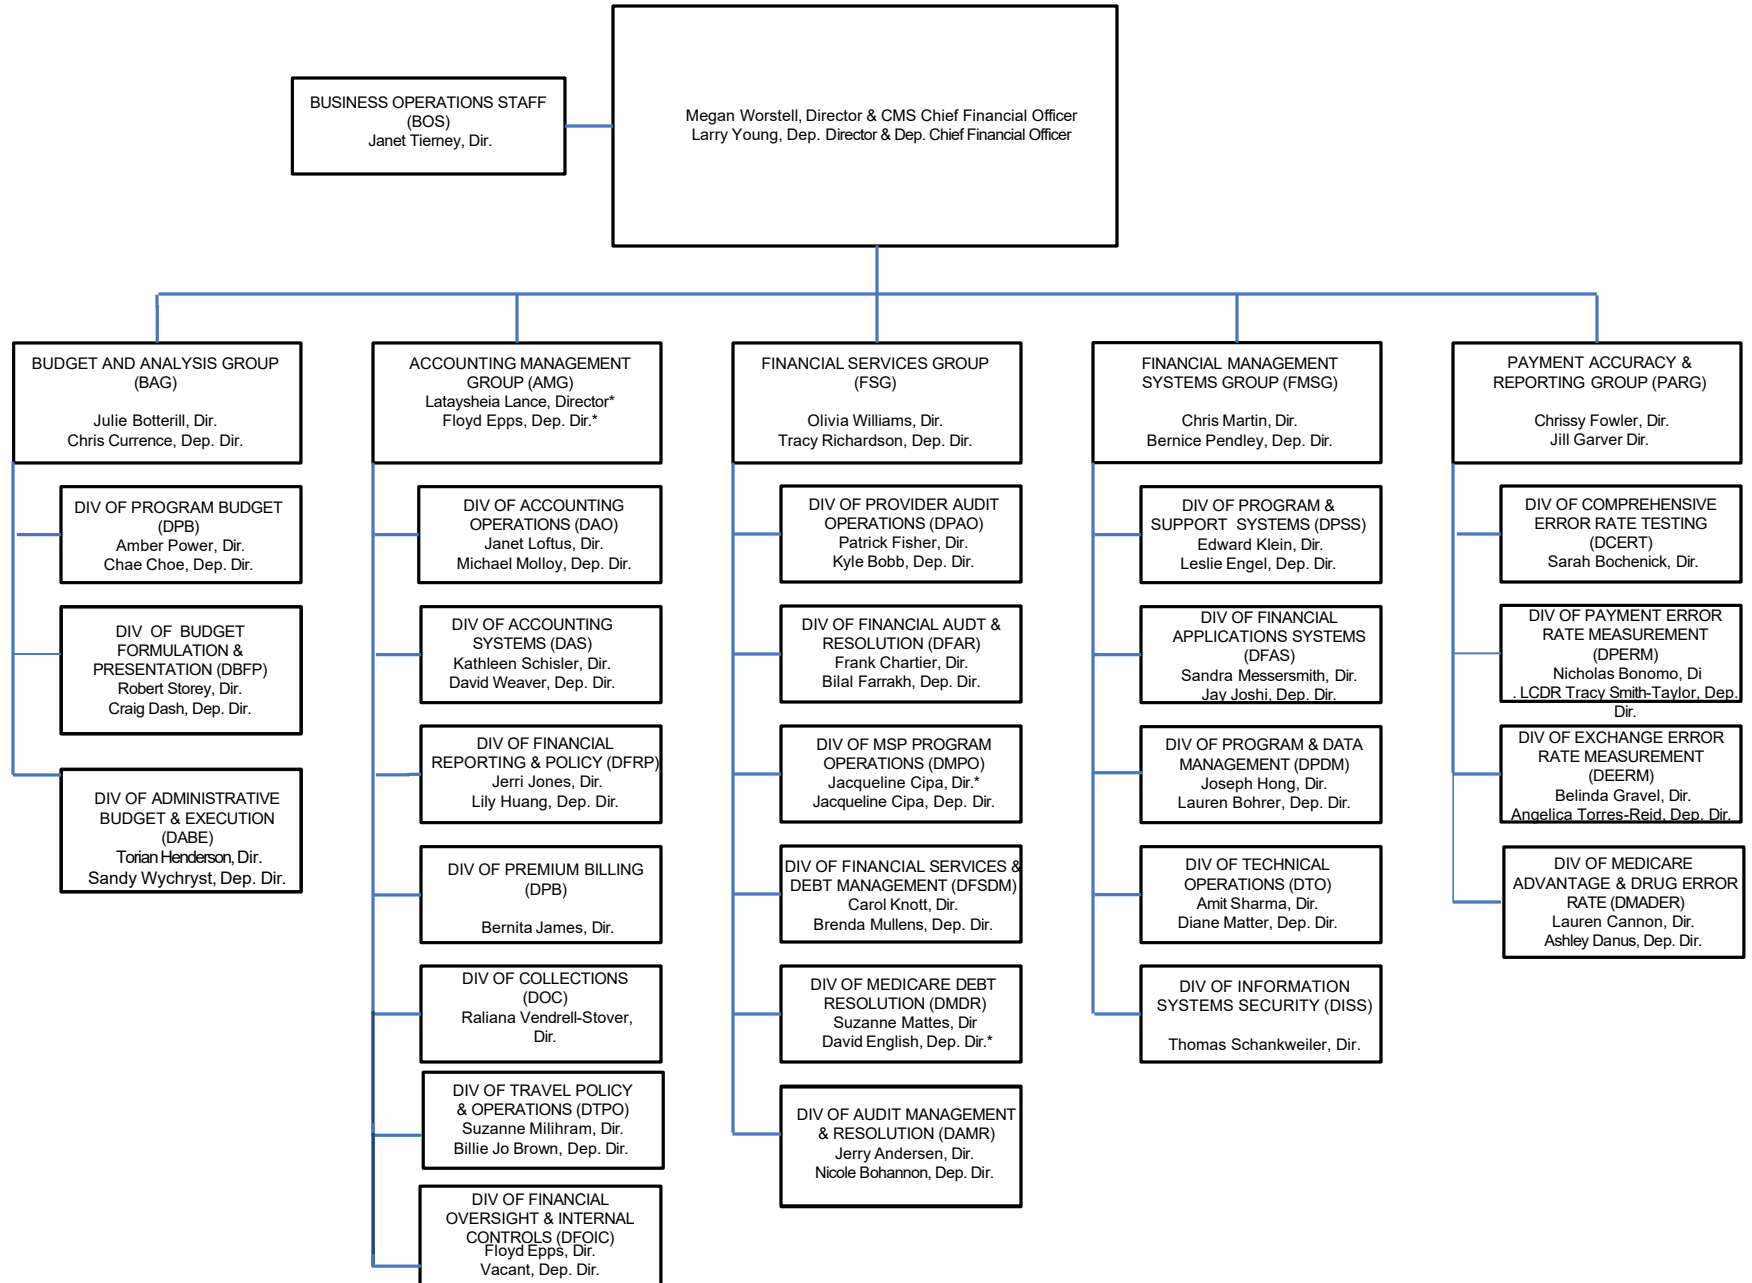 BUSINESS OPERATIONS STAFF
(BOS)
Janet Tierney, Dir.
Megan Worstell, Director & CMS Chief Financial Officer
Larry Young, Dep. Director & Dep. Chief Financial Officer
BUDGET AND ANALYSIS GROUP
(BAG)
Julie Botterill, Dir.
Chris Currence, Dep. Dir.
DIV OF PROGRAM BUDGET
(DPB)
Amber Power, Dir.
Chae Choe, Dep. Dir.
DIV OF BUDGET
FORMULATION &
PRESENTATION (DBFP)
Robert Storey, Dir.
Craig Dash, Dep. Dir.
DIV OF ADMINISTRATIVE
BUDGET & EXECUTION
(DABE)
Torian Henderson, Dir.
Sandy Wychryst, Dep. Dir.
ACCOUNTING MANAGEMENT
GROUP (AMG)
Lataysheia Lance, Director*
Floyd Epps, Dep. Dir.*
DIV OF ACCOUNTING
OPERATIONS (DAO)
Janet Loftus, Dir.
Michael Molloy, Dep. Dir.
DIV OF ACCOUNTING
SYSTEMS (DAS)
Kathleen Schisler, Dir.
David Weaver, Dep. Dir.
DIV OF FINANCIAL
REPORTING & POLICY (DFRP)
Jerri Jones, Dir.
Lily Huang, Dep. Dir.
DIV OF PREMIUM BILLING
(DPB)
Bernita James, Dir.
DIV OF COLLECTIONS
(DOC)
Raliana Vendrell-Stover,
Dir.
DIV OF TRAVEL POLICY
& OPERATIONS (DTPO)
Suzanne Milihram, Dir.
Billie Jo Brown, Dep. Dir.
DIV OF FINANCIAL
OVERSIGHT & INTERNAL
CONTROLS (DFOIC)
Floyd Epps, Dir.
Vacant, Dep. Dir.
FINANCIAL SERVICES GROUP
(FSG)
Olivia Williams, Dir.
Tracy Richardson, Dep. Dir.
DIV OF PROVIDER AUDIT
OPERATIONS (DPAO)
Patrick Fisher, Dir.
Kyle Bobb, Dep. Dir.
DIV OF FINANCIAL AUDT &
RESOLUTION (DFAR)
Frank Chartier, Dir.
Bilal Farrakh, Dep. Dir.
DIV OF MSP PROGRAM
OPERATIONS (DMPO)
Jacqueline Cipa, Dir.*
Jacqueline Cipa, Dep. Dir.
DIV OF FINANCIAL SERVICES &
DEBT MANAGEMENT (DFSDM)
Carol Knott, Dir.
Brenda Mullens, Dep. Dir.
DIV OF MEDICARE DEBT
RESOLUTION (DMDR)
Suzanne Mattes, Dir
David English, Dep. Dir.*
DIV OF AUDIT MANAGEMENT
& RESOLUTION (DAMR)
Jerry Andersen, Dir.
Nicole Bohannon, Dep. Dir.
FINANCIAL MANAGEMENT
SYSTEMS GROUP (FMSG)
Chris Martin, Dir.
Bernice Pendley, Dep. Dir.
DIV OF PROGRAM &
SUPPORT SYSTEMS (DPSS)
Edward Klein, Dir.
Leslie Engel, Dep. Dir.
DIV OF FINANCIAL
APPLICATIONS SYSTEMS
(DFAS)
Sandra Messersmith, Dir.
Jay Joshi, Dep. Dir.
DIV OF PROGRAM & DATA
MANAGEMENT (DPDM)
Joseph Hong, Dir.
Lauren Bohrer, Dep. Dir.
DIV OF TECHNICAL
OPERATIONS (DTO)
Amit Sharma, Dir.
Diane Matter, Dep. Dir.
DIV OF INFORMATION
SYSTEMS SECURITY (DISS)
Thomas Schankweiler, Dir.
PAYMENT ACCURACY &
REPORTING GROUP (PARG)
Chrissy Fowler, Dir.
Jill Garver Dir.
DIV OF COMPREHENSIVE
ERROR RATE TESTING
(DCERT)
Sarah Bochenick, Dir.
DIV OF PAYMENT ERROR
RATE MEASUREMENT
(DPERM)
Nicholas Bonomo, Di
. LCDR Tracy Smith-Taylor, Dep.
Dir.
DIV OF EXCHANGE ERROR
RATE MEASUREMENT
(DEERM)
Belinda Gravel, Dir.
Angelica Torres-Reid, Dep. Dir.
DIV OF MEDICARE
ADVANTAGE & DRUG ERROR
RATE (DMADER)
Lauren Cannon, Dir.
Ashley Danus, Dep. Dir.